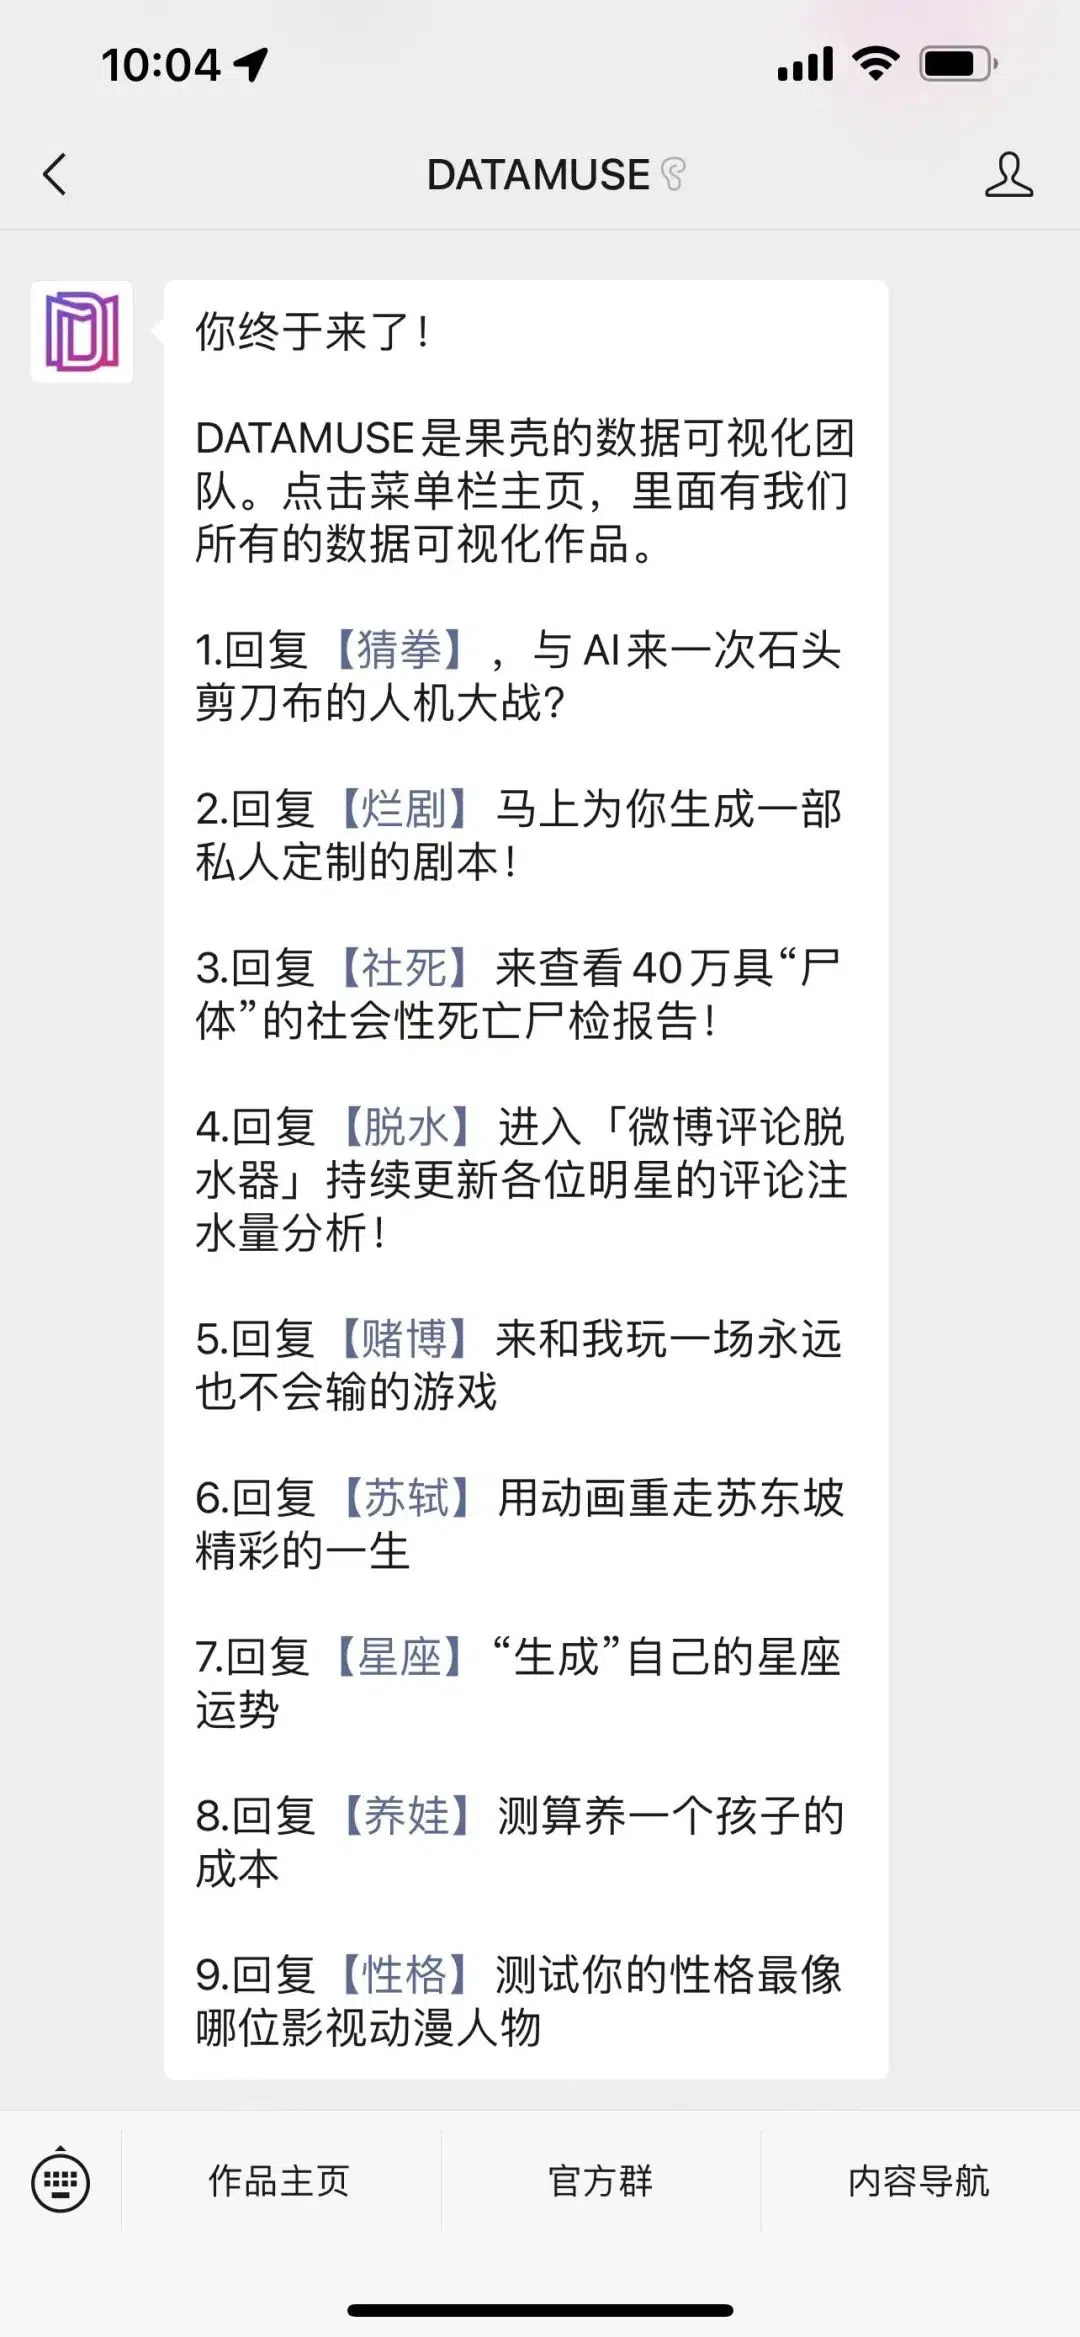 10:04
DATAMUSE
你终于来了！
DATAMUSE是果壳的数据可视化团
队。点击菜单栏主页，里面有我们
所有的数据可视化作品。
1.回复【猜拳】，与AI来一次石头
剪刀布的人机大战？
2.回复【烂剧】马上为你生成一部
私人定制的剧本！
3.回复【社死】来查看40万具“尸
体”的社会性死亡尸检报告！
4.回复【脱水】进入「微博评论脱
水器」持续更新各位明星的评论注
水量分析！
5.回复【赌博】来和我玩一场永远
也不会输的游戏
6.回复【苏轼】用动画重走苏东坡
精彩的一生
7.回复【星座】“生成”自己的星座
运势
8.回复【养娃】测算养一个孩子的
成本
9.回复【性格】测试你的性格最像
哪位影视动漫人物
作品主页
官方群
内容导航